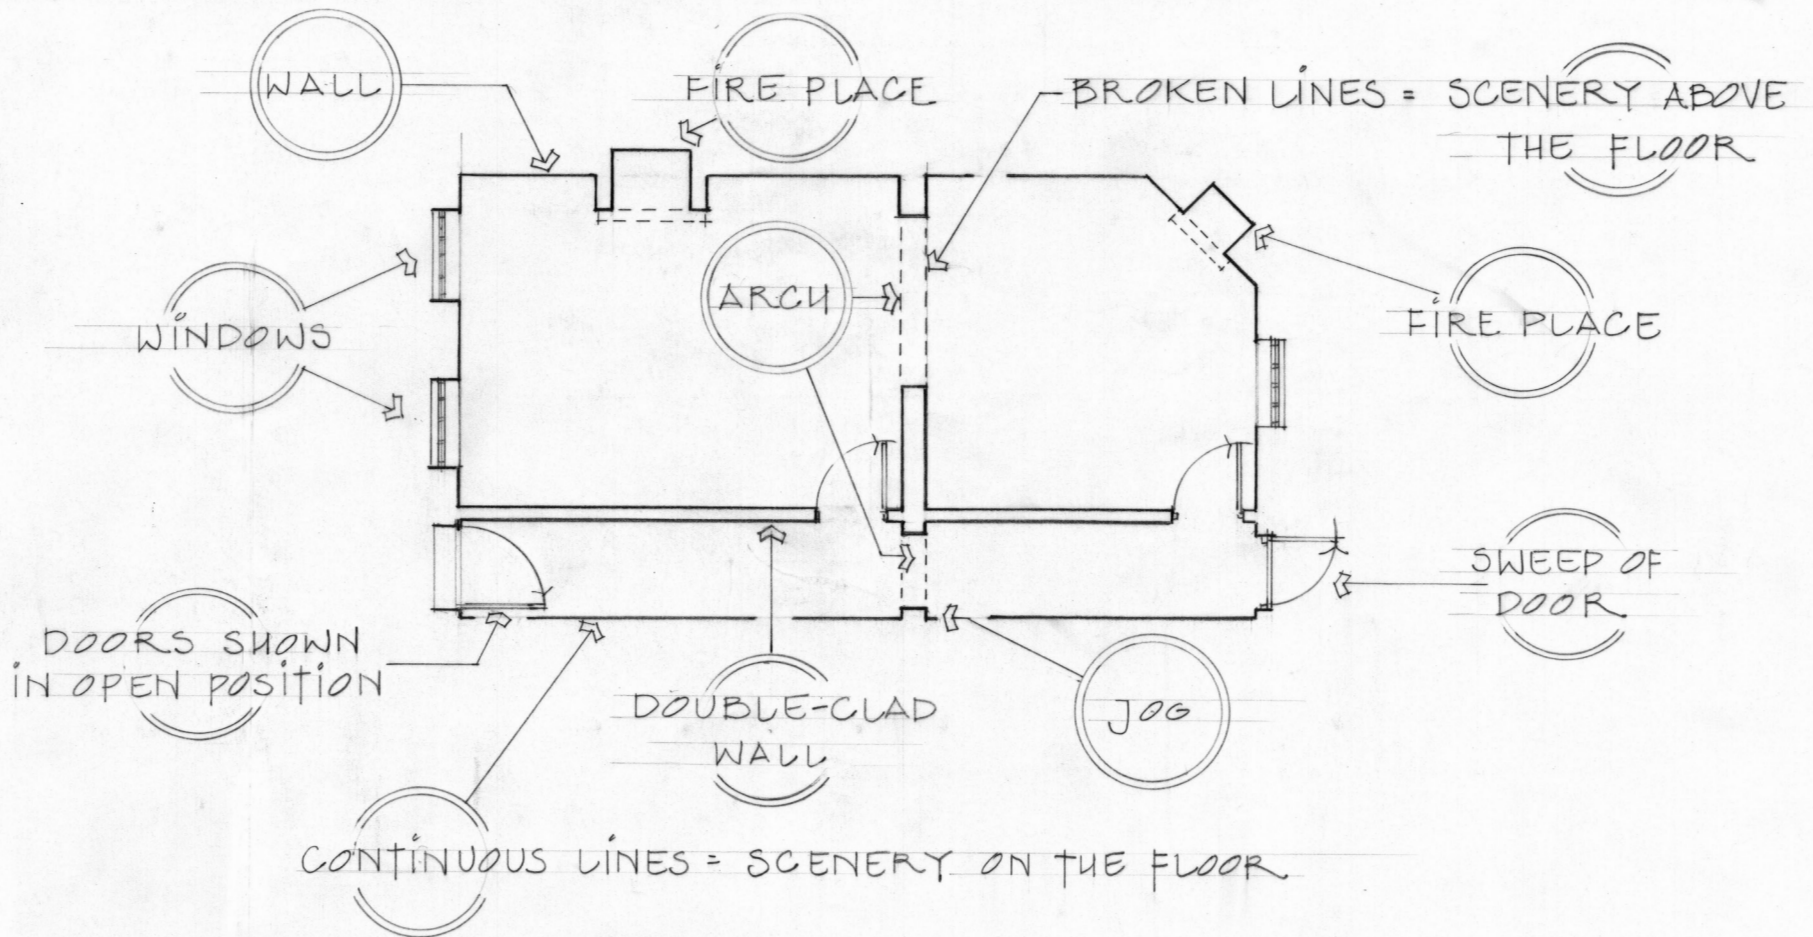 WALL
FIRE PLACE
BROKEN LINES = SCENERY ABOVE
THE FLOOR
ARCH
WINDOWS
FIRE PLACE
SWEEP OF
DOOR
DOORS SHOWN
IN OPEN POSITION
DOUBLE-CLAD
WALL
JOG
CONTINUOUS LINES = SCENERY ON THE FLOOR